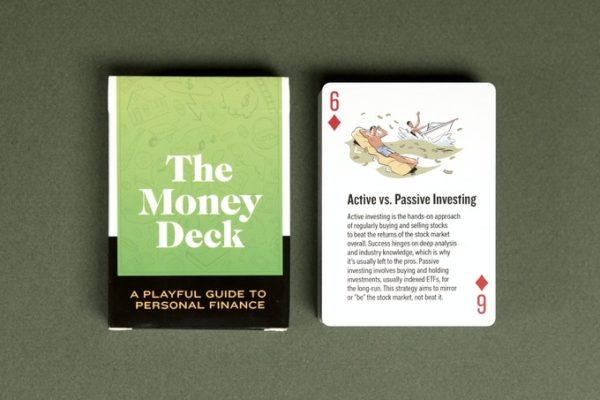 The
Money
Deck
A PLAYFUL GUIDE TO
PERSONAL FINANCE
6
Active vs. Passive Investing
Active investing is the hands-on approach
of regularly buying and selling stocks
to beat the returns of the stock market
overall. Success hinges on deep analysis
and industry knowledge, which is why
it's usually left to the pros. Passive
investing involves buying and holding
investments, usually indexed ETFs, for
the long-run. This strategy aims to mirror
or "be" the stock market, not beat it.
6